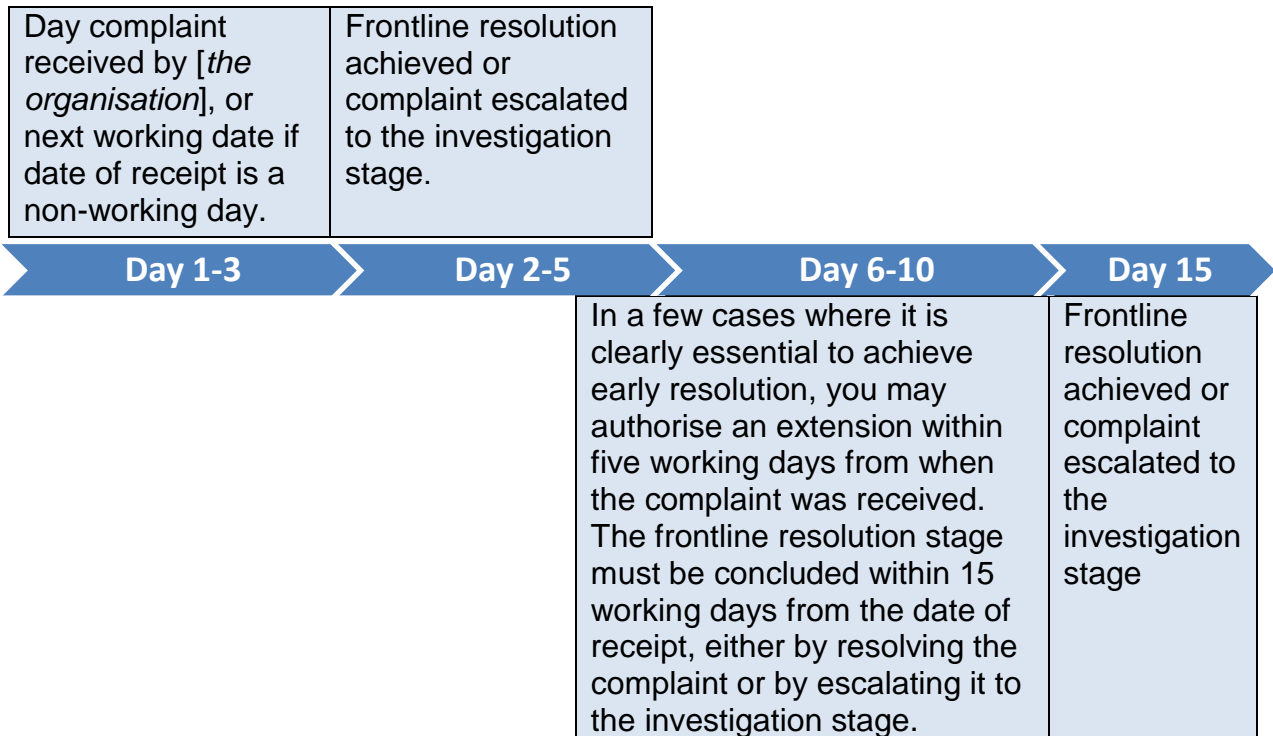 Day complaint
received by [the
organisation], or
next working date if
date of receipt is a
non-working day.
Frontline resolution
achieved or
complaint escalated
to the investigation
stage.
Day 1-3
Day 2-5
Day 6-10
Day 15
In a few cases where it is
clearly essential to achieve
early resolution, you may
authorise an extension within
five working days from when
the complaint was received.
The frontline resolution stage
must be concluded within 15
working days from the date of
receipt, either by resolving the
complaint or by escalating it to
the investigation stage.
Frontline
resolution
achieved or
complaint
escalated to
the
investigation
stage